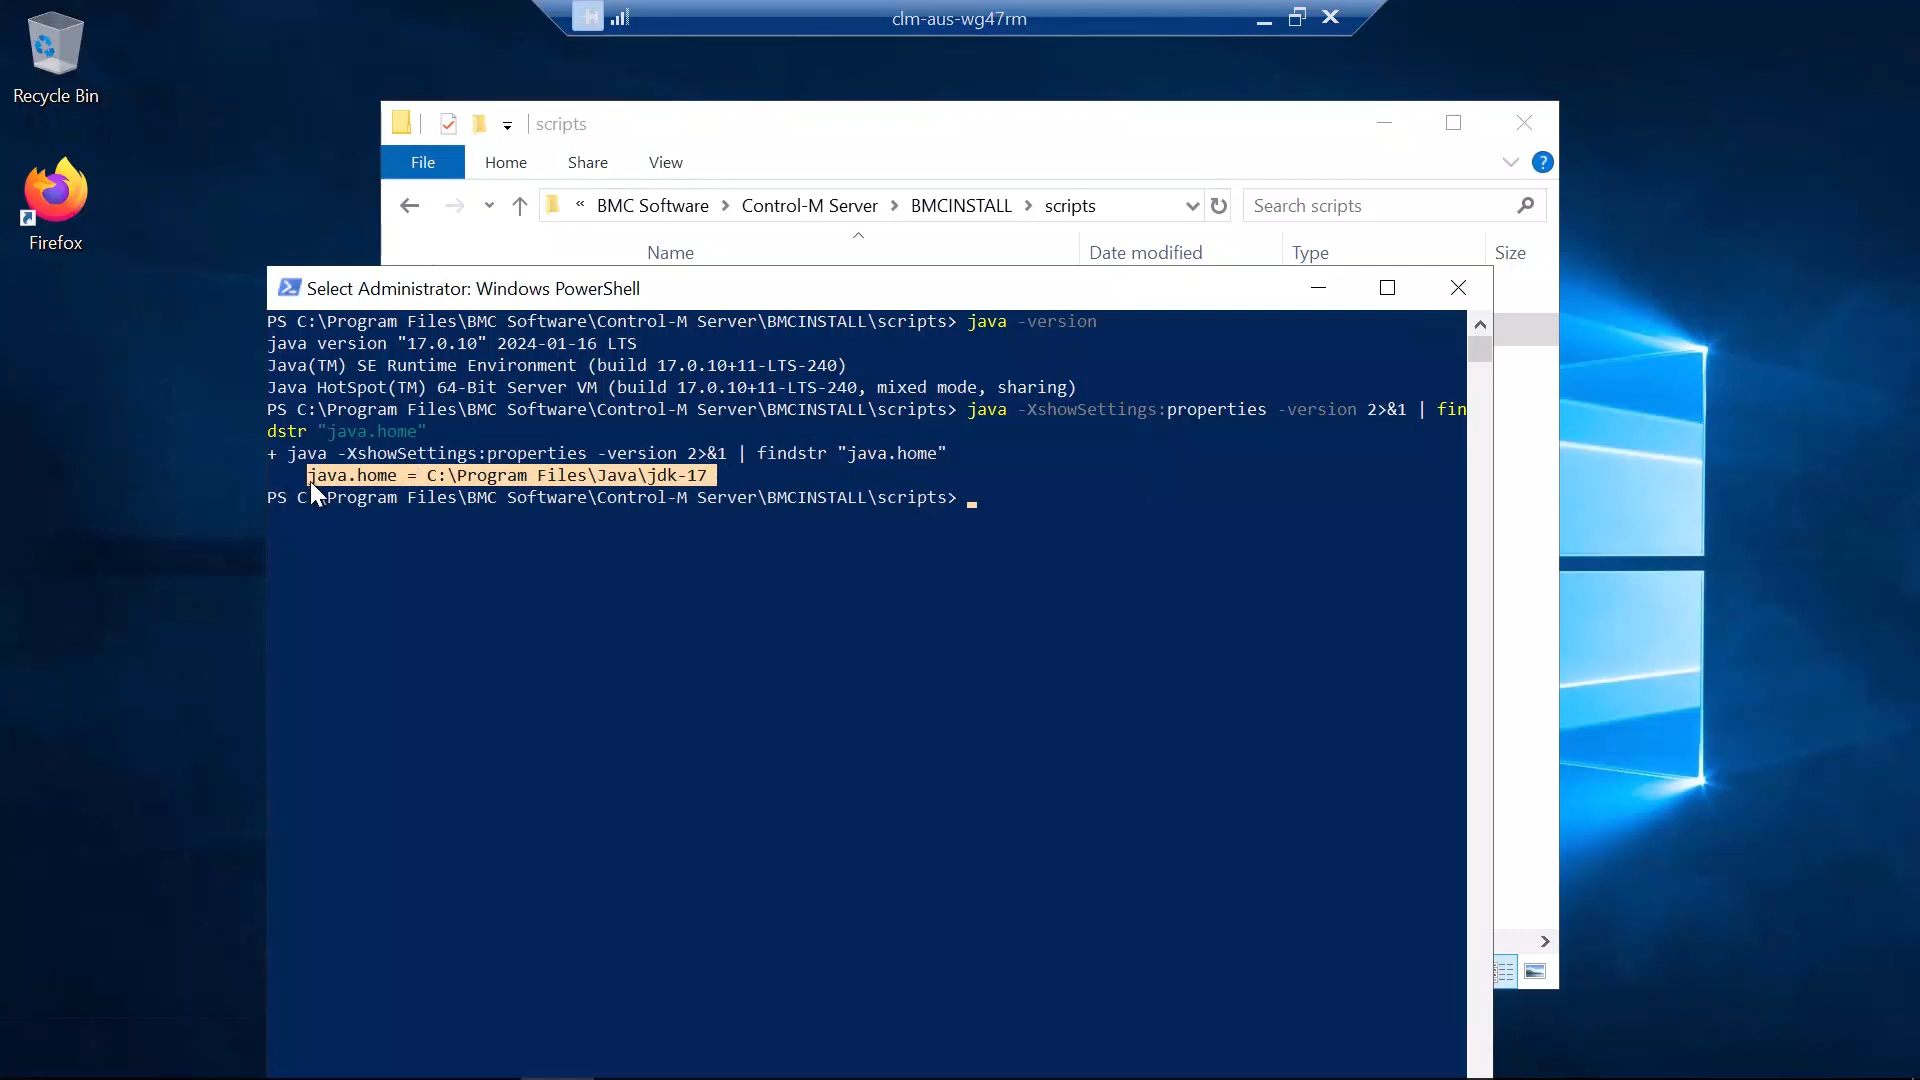 clm-aus-wg47rm
Recycle Bin
Firefox
scripts
File Home Share View
« BMC Software > Control-M Server > BMCINSTALL > scripts
Search scripts
Name Date modified Type Size
Select Administrator: Windows PowerShell
PS C:\Program Files\BMC Software\Control-M Server\BMCINSTALL\scripts> java -version
java version "17.0.10" 2024-01-16 LTS
Java(TM) SE Runtime Environment (build 17.0.10+11-LTS-240)
Java HotSpot(TM) 64-Bit Server VM (build 17.0.10+11-LTS-240, mixed mode, sharing)
PS C:\Program Files\BMC Software\Control-M Server\BMCINSTALL\scripts> java -XshowSettings:properties -version 2>&1 | fin
dstr "java.home"
+ java -XshowSettings:properties -version 2>&1 | findstr "java.home"
java.home = C:\Program Files\Java\jdk-17
PS C:\Program Files\BMC Software\Control-M Server\BMCINSTALL\scripts>